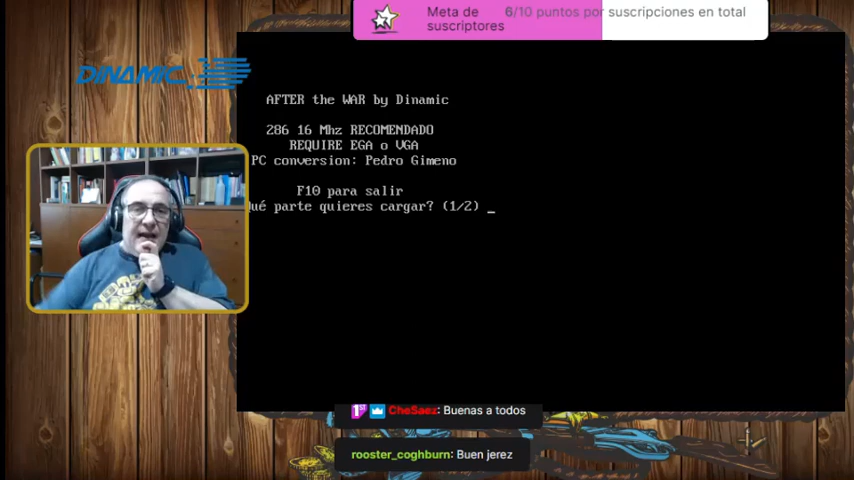 Meta de
suscriptores
6/10 puntos por suscripciones en total
DINAMIC
AFTER the WAR by Dinamic
286 16 Mhz RECOMENDADO
REQUIRE EGA o VGA
PC conversion: Pedro Gimeno
F10 para salir
ué parte quieres cargar? (1/2) _
1ST CheSaez: Buenas a todos
rooster_coghburn: Buen jerez